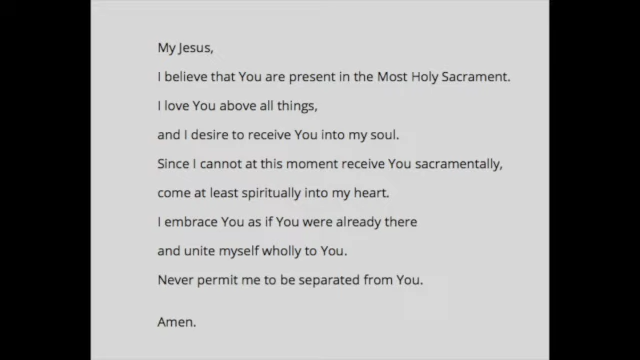 My Jesus,
I believe that You are present in the Most Holy Sacrament.
I love You above all things,
and I desire to receive You into my soul.
Since I cannot at this moment receive You sacramentally,
come at least spiritually into my heart.
I embrace You as if You were already there
and unite myself wholly to You.
Never permit me to be separated from You.
Amen.